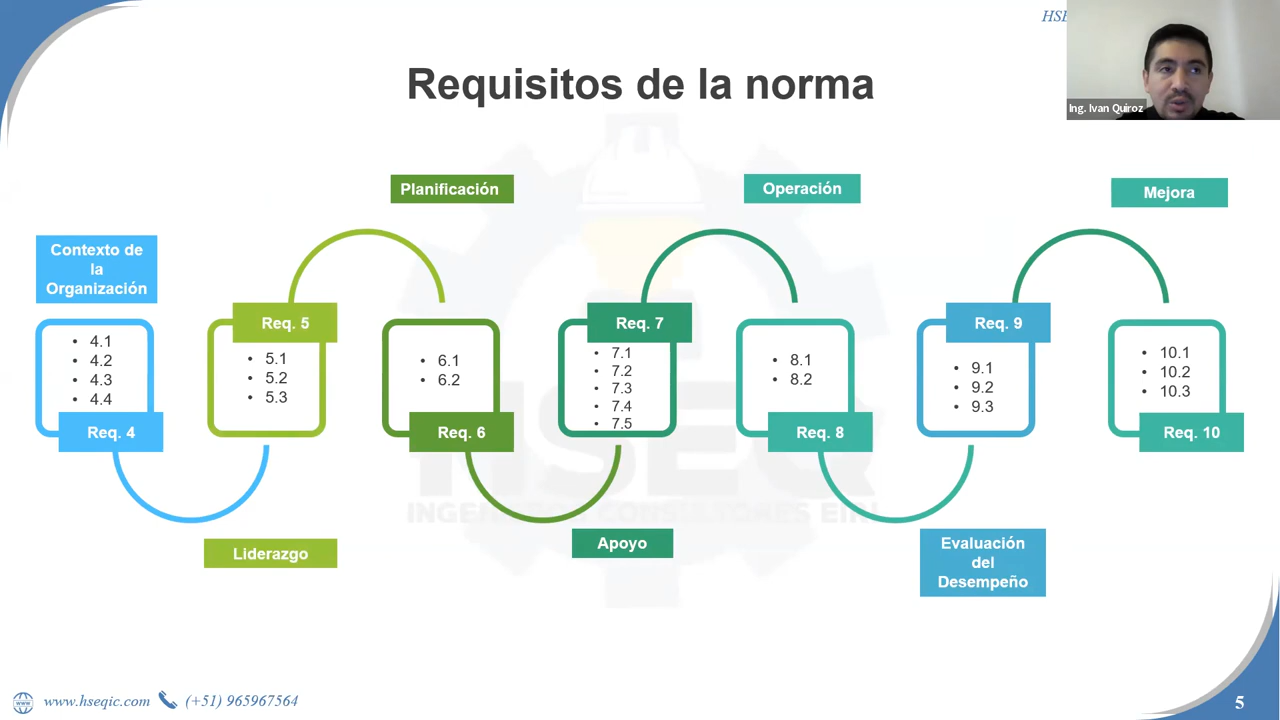 HSE
Ing. Ivan Quiroz
Requisitos de la norma
Planificación
Operación
Mejora
Contexto de
la
Organización
Req. 5
Req. 7
Req. 9
• 4.1
• 4.2
• 4.3
• 4.4
• 5.1
• 5.2
• 5.3
• 6.1
• 6.2
• 7.1
• 7.2
• 7.3
• 7.4
• 7.5
• 8.1
• 8.2
• 9.1
• 9.2
• 9.3
• 10.1
• 10.2
• 10.3
Req. 4
Req. 6
Req. 8
Req. 10
HSEQ
INGENIEROS CONSULTORES EIRL
Liderazgo
Apoyo
Evaluación
del
Desempeño
www.hseqic.com
(+51) 965967564
5